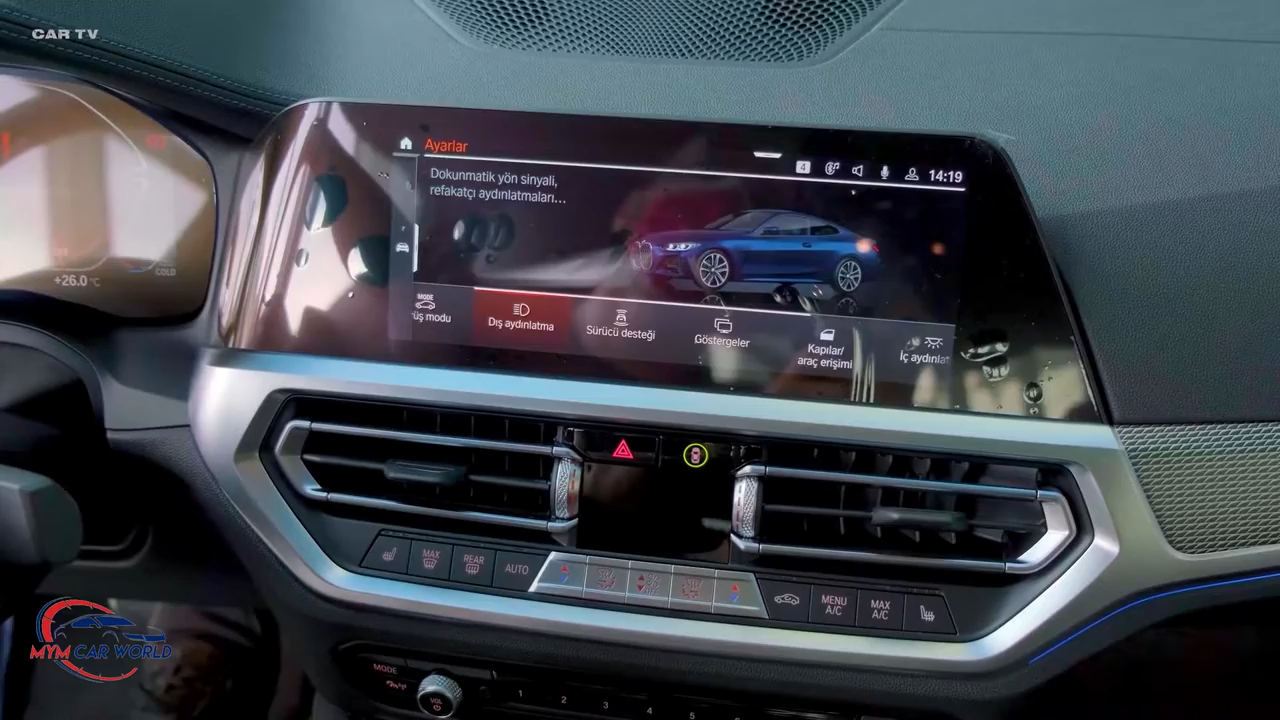 CAR TV
Ayarlar
4
14:19
Dokunmatik yön sinyali,
refakatçı aydınlatmaları...
MODE
üş modu
Dış aydınlatma
Sürücü desteği
Göstergeler
Kapılar/
araç erişimi
İç aydınlat
+26.0 °C
COLD
MAX
REAR
AUTO
MENU
A/C
MAX
A/C
MYM CAR WORLD
MODE
VOL
1
2
3
4
5